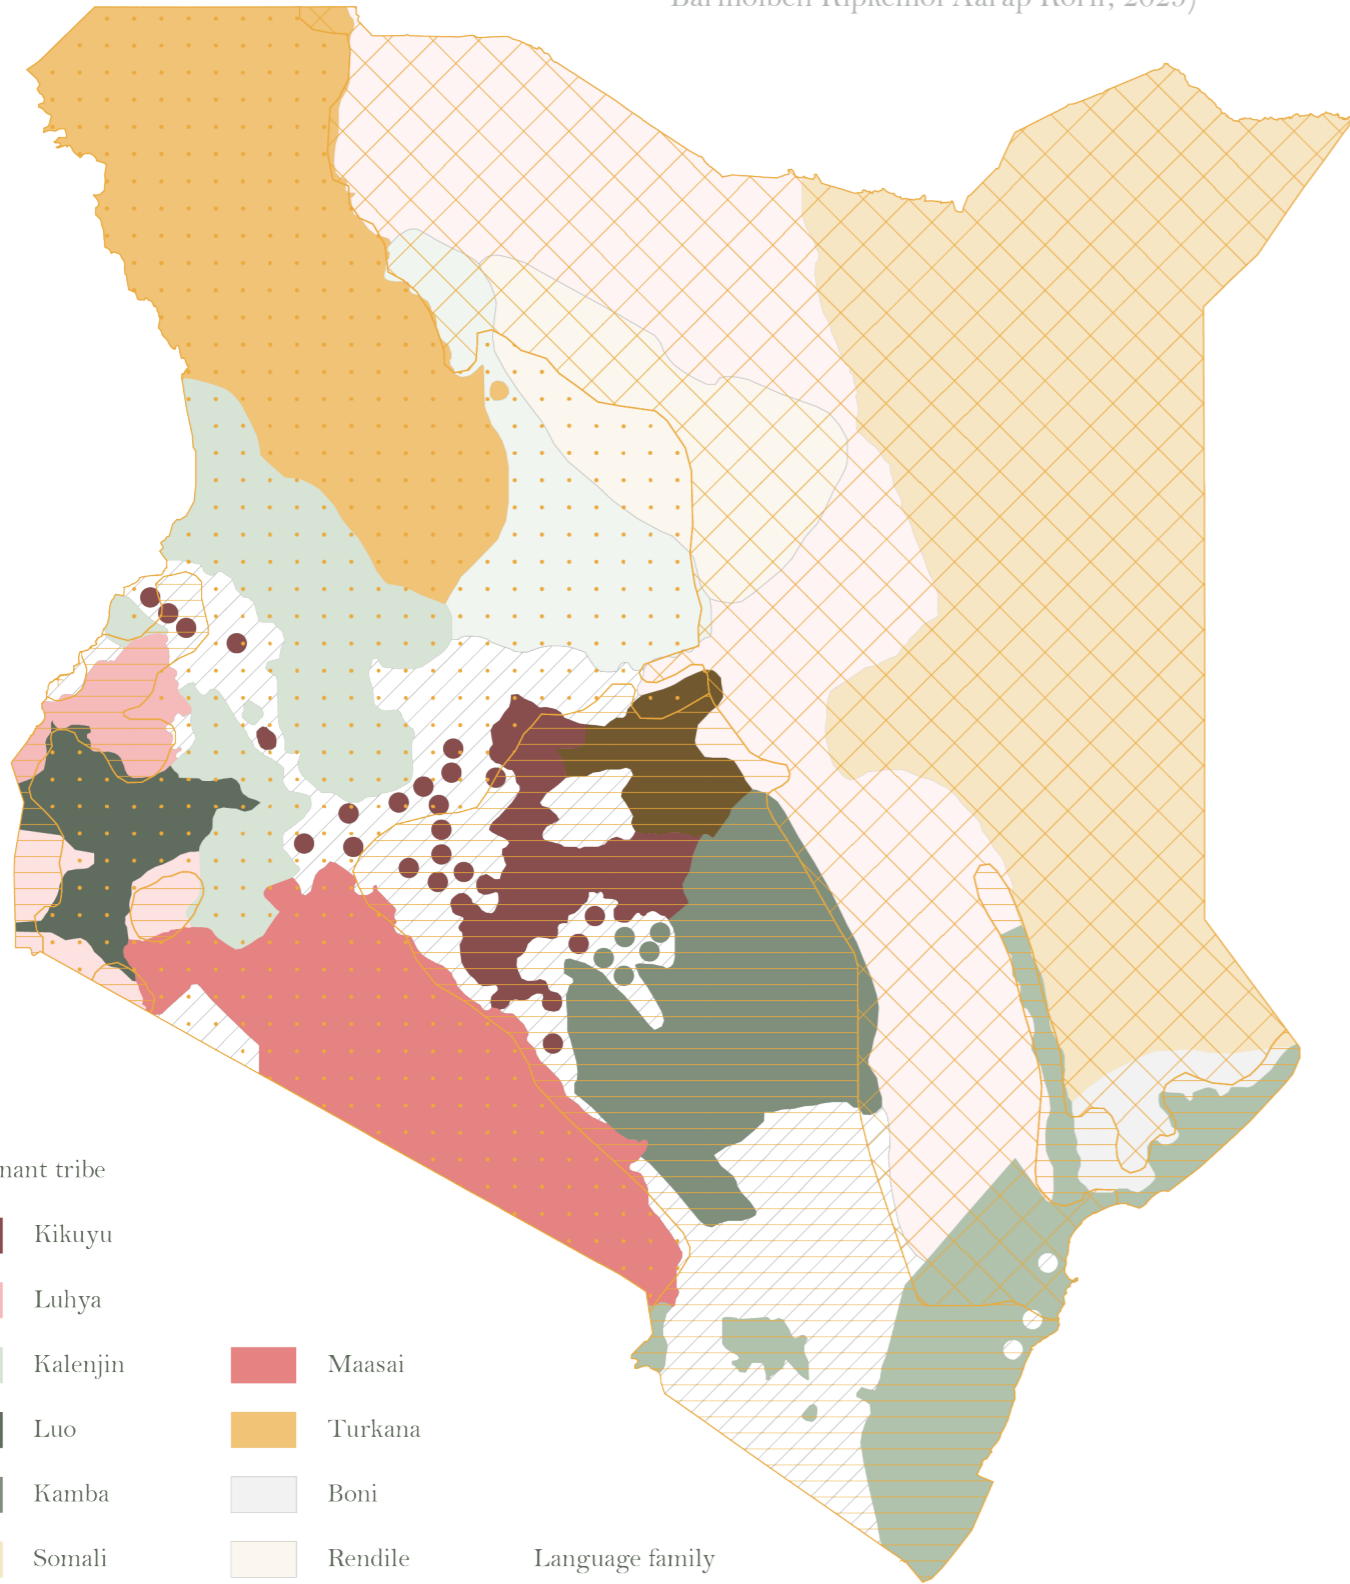 nant tribe
Kikuyu
Luhya
Kalenjin
Maasai
Luo
Turkana
Kamba
Boni
Somali
Rendile
Language family